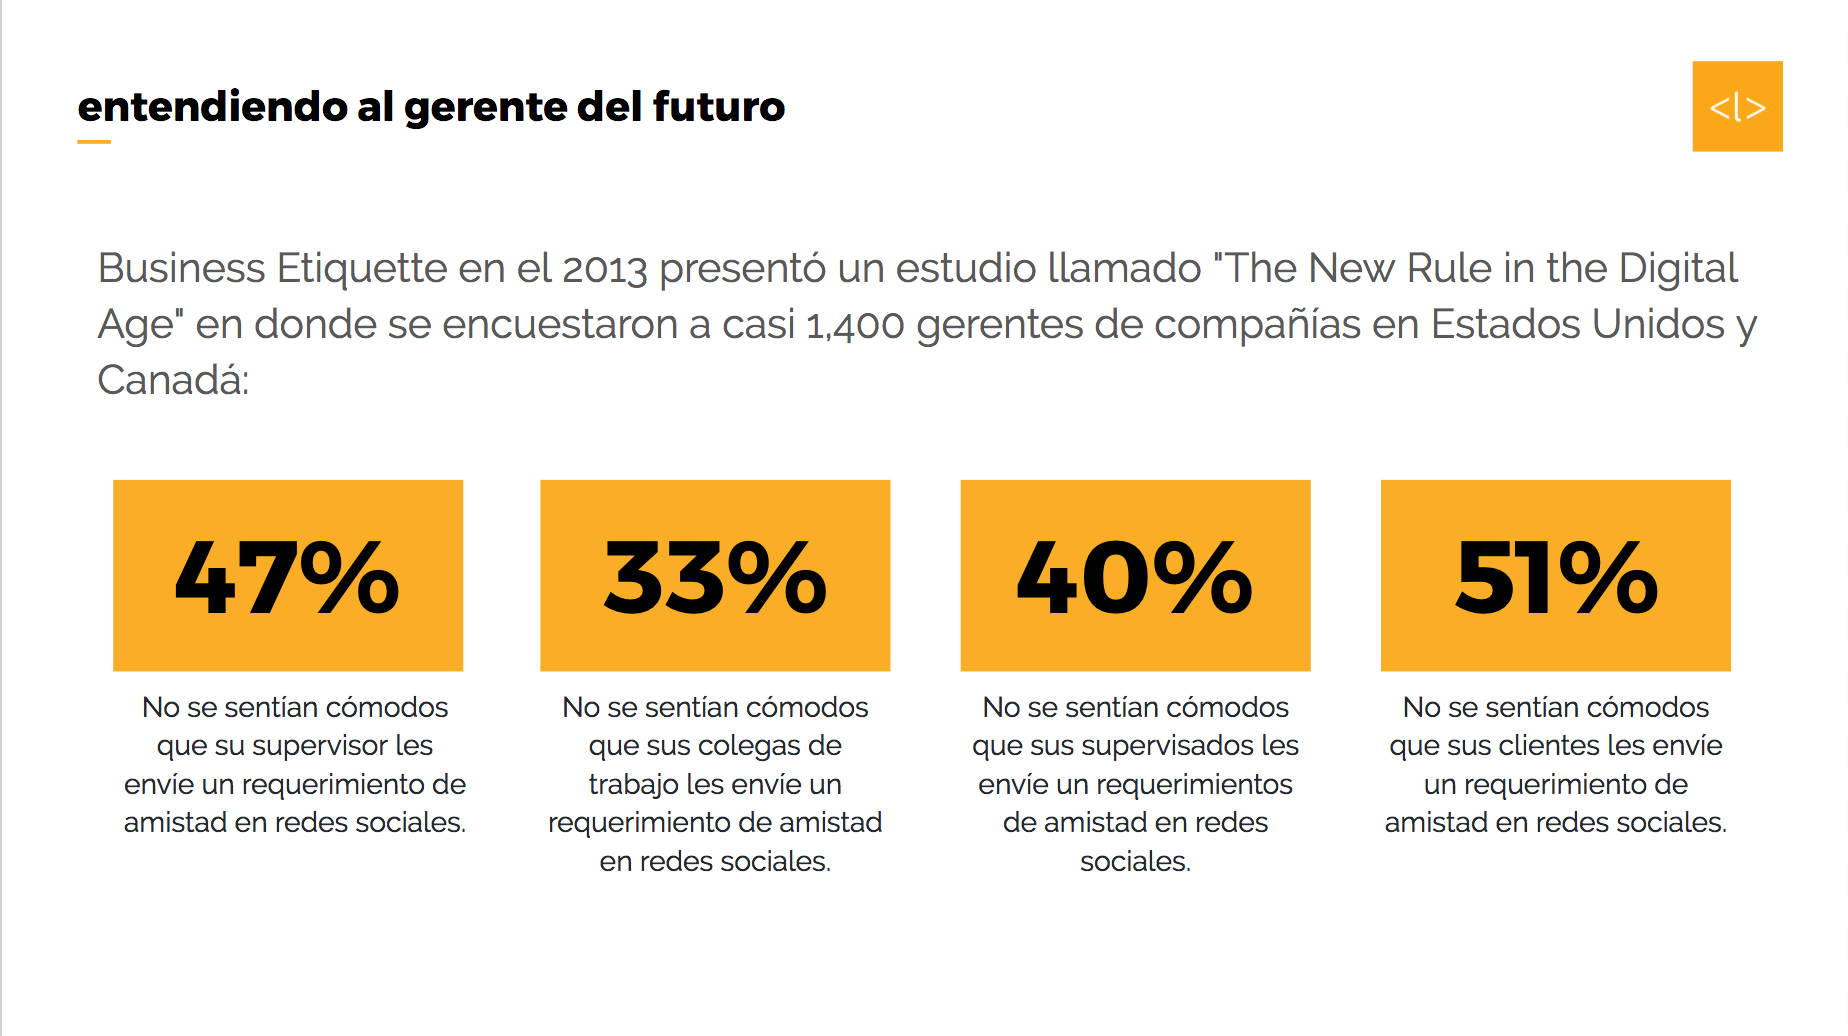 entendiendo al gerente del futuro
<l>
Business Etiquette en el 2013 presentó un estudio llamado "The New Rule in the Digital
Age" en donde se encuestaron a casi 1,400 gerentes de compañías en Estados Unidos y
Canadá:
47%
No se sentían cómodos
que su supervisor les
envíe un requerimiento de
amistad en redes sociales.
33%
No se sentían cómodos
que sus colegas de
trabajo les envíe un
requerimiento de amistad
en redes sociales.
40%
No se sentían cómodos
que sus supervisados les
envíe un requerimientos
de amistad en redes
sociales.
51%
No se sentían cómodos
que sus clientes les envíe
un requerimiento de
amistad en redes sociales.